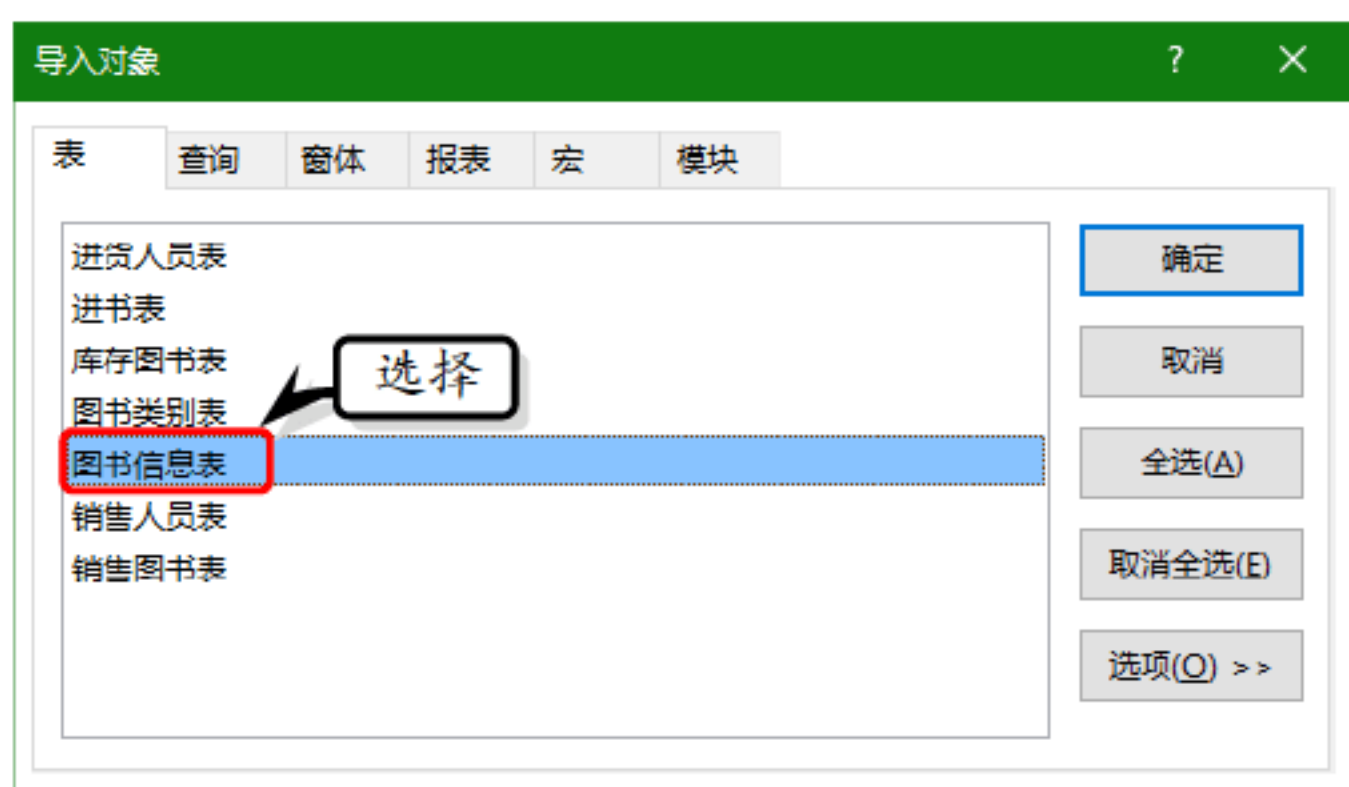 导入对象 ? ×
表 查询 窗体 报表 宏 模块
进货人员表
进书表
库存图书表
图书类别表
图书信息表
销售人员表
销售图书表
选择
确定
取消
全选(A)
取消全选(E)
选项(O) >>